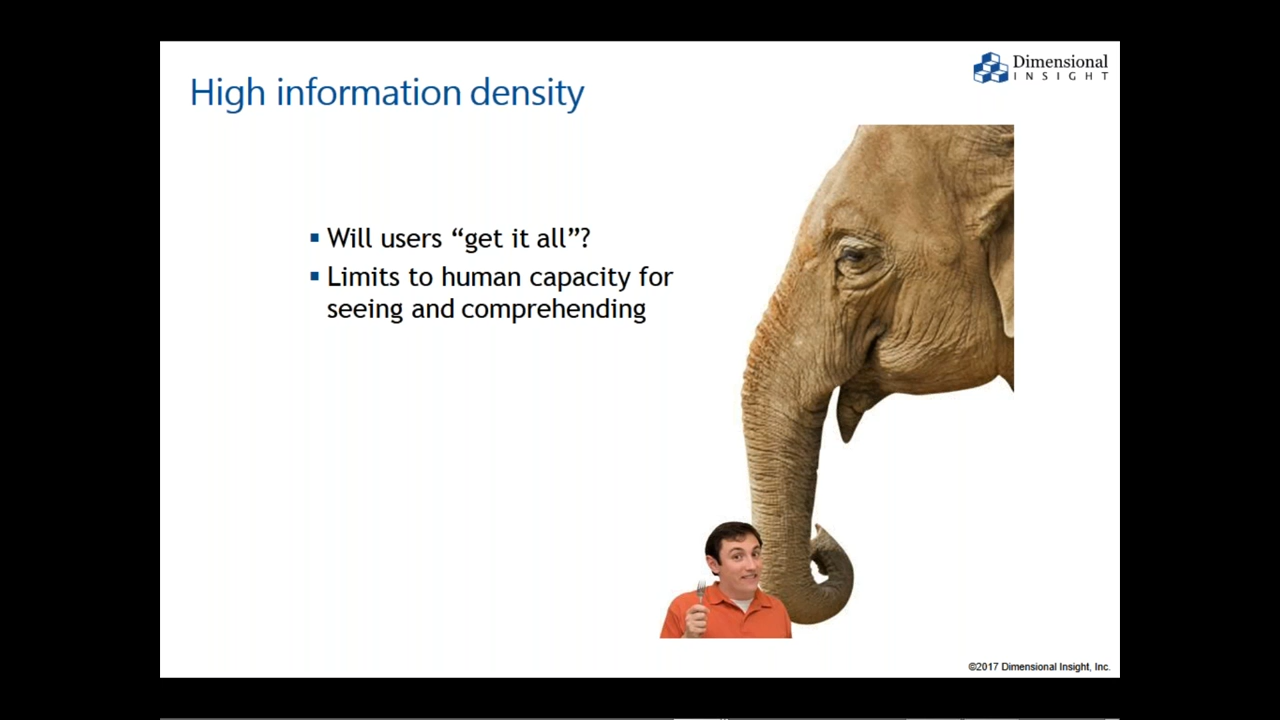 Dimensional
INSIGHT
High information density
▪ Will users “get it all”?
▪ Limits to human capacity for
seeing and comprehending
©2017 Dimensional Insight, Inc.